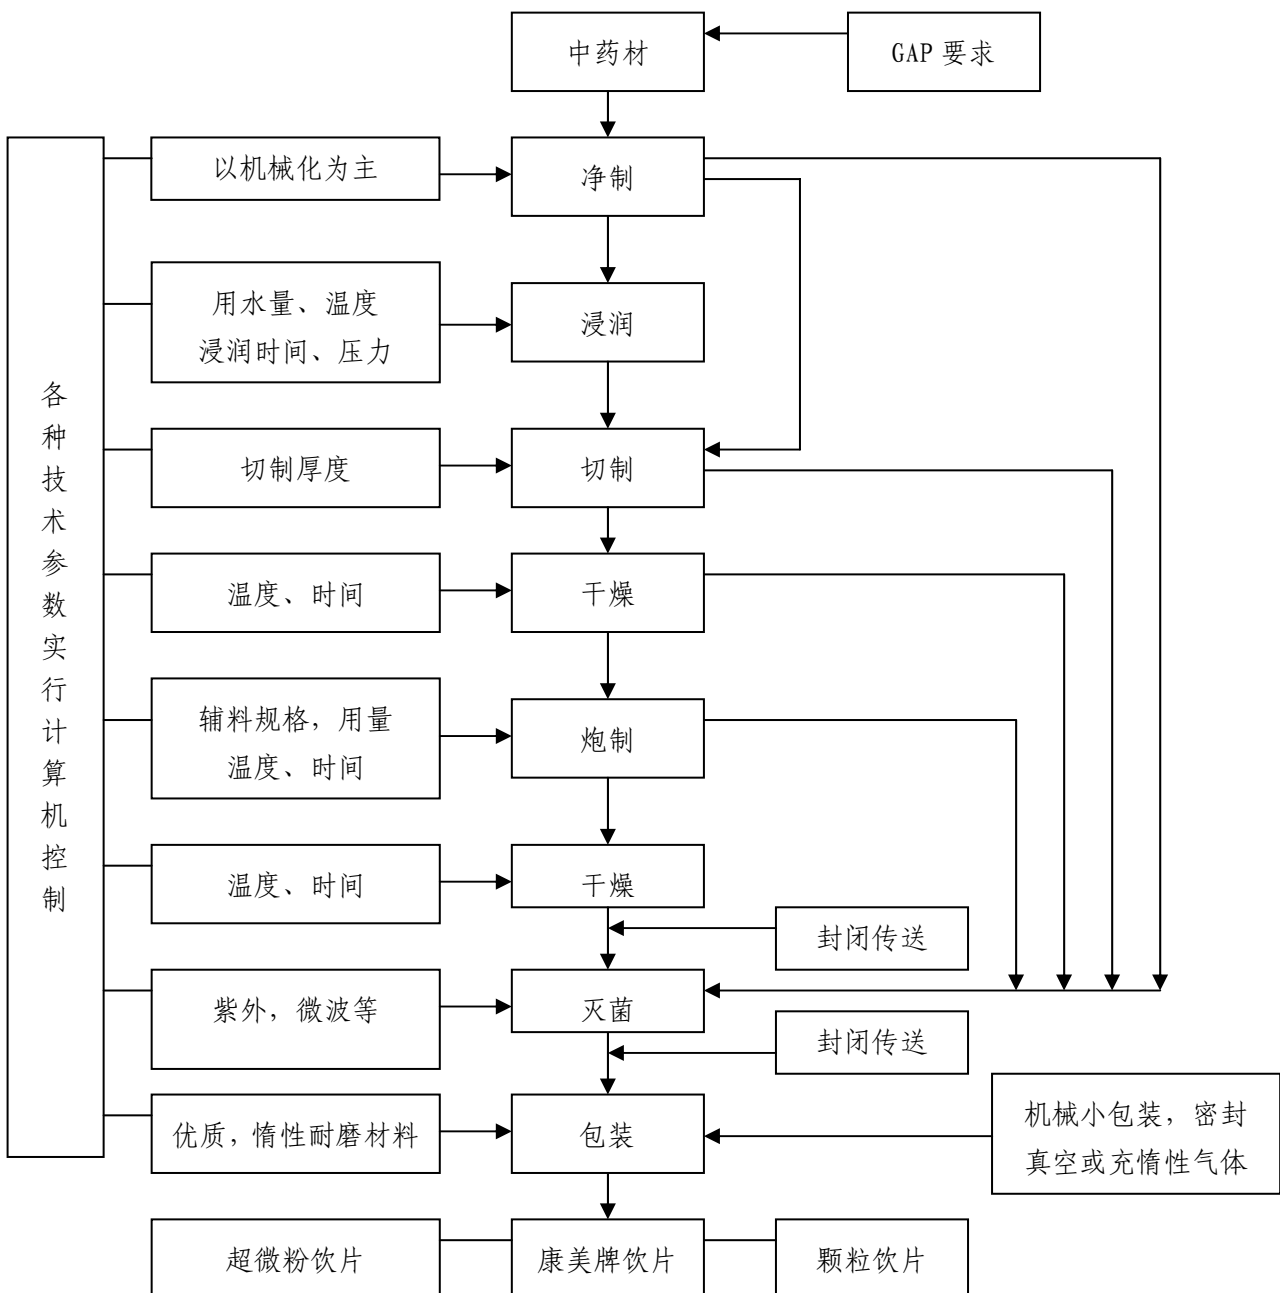 中药材
GAP 要求
以机械化为主
净制
用水量、温度
浸润时间、压力
浸润
各种技术参数实行计算机控制
切制厚度
切制
温度、时间
干燥
辅料规格，用量
温度、时间
炮制
温度、时间
干燥
封闭传送
紫外，微波等
灭菌
封闭传送
优质，惰性耐磨材料
包装
机械小包装，密封
真空或充惰性气体
超微粉饮片
康美牌饮片
颗粒饮片